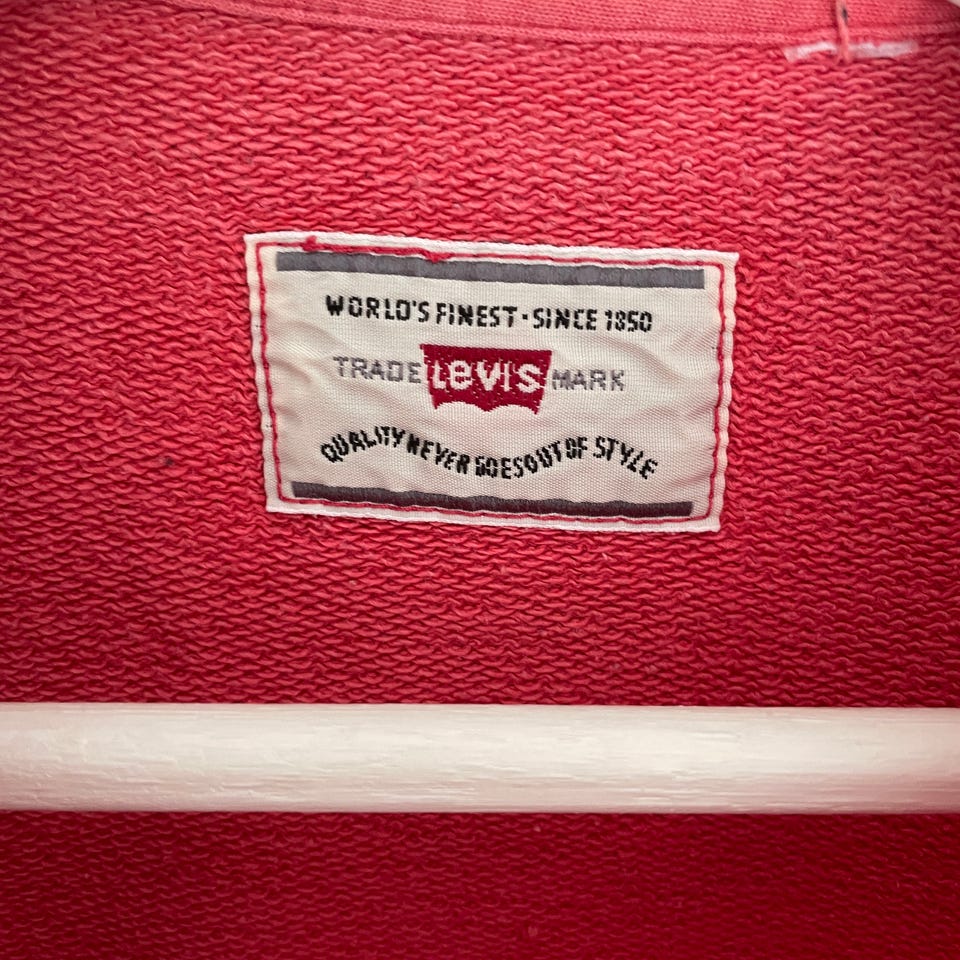 WORLD'S FINEST·SINCE 1850
TRADE Levi's MARK
QUALITY NEVER GOES OUT OF STYLE